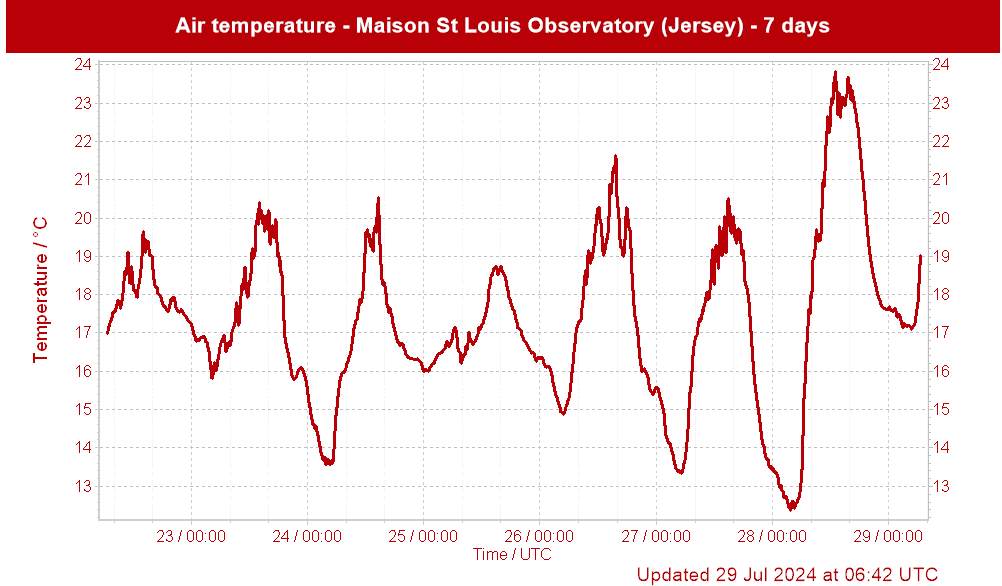 Air temperature - Maison St Louis Observatory (Jersey) - 7 days
24 24
23 23
22 22
21 21
20 20
19 19
18 18
17 17
16 16
15 15
14 14
13 13
Temperature / °C
23 / 00:00 24 / 00:00 25 / 00:00 26 / 00:00 27 / 00:00 28 / 00:00 29 / 00:00
Time / UTC
Updated 29 Jul 2024 at 06:42 UTC